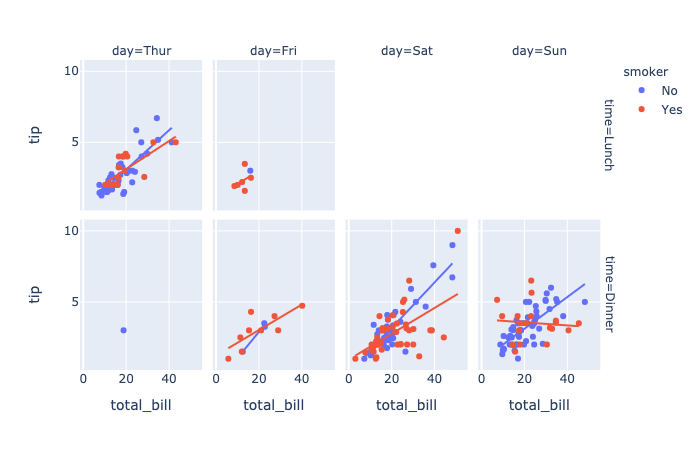 day=Thur day=Fri day=Sat day=Sun
smoker
No
Yes
10
5
tip
time=Lunch
10
5
tip
time=Dinner
0 20 40 0 20 40 0 20 40 0 20 40
total_bill total_bill total_bill total_bill